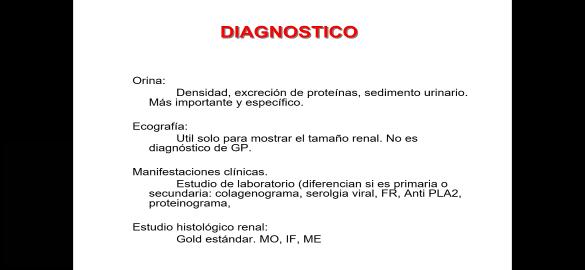 DIAGNOSTICO
Orina:
Densidad, excreción de proteínas, sedimento urinario.
Más importante y específico.
Ecografía:
Util solo para mostrar el tamaño renal. No es
diagnóstico de GP.
Manifestaciones clínicas.
Estudio de laboratorio (diferencian si es primaria o
secundaria: colagenograma, serolgía viral, FR, Anti PLA2,
proteinograma,
Estudio histológico renal:
Gold estándar. MO, IF, ME